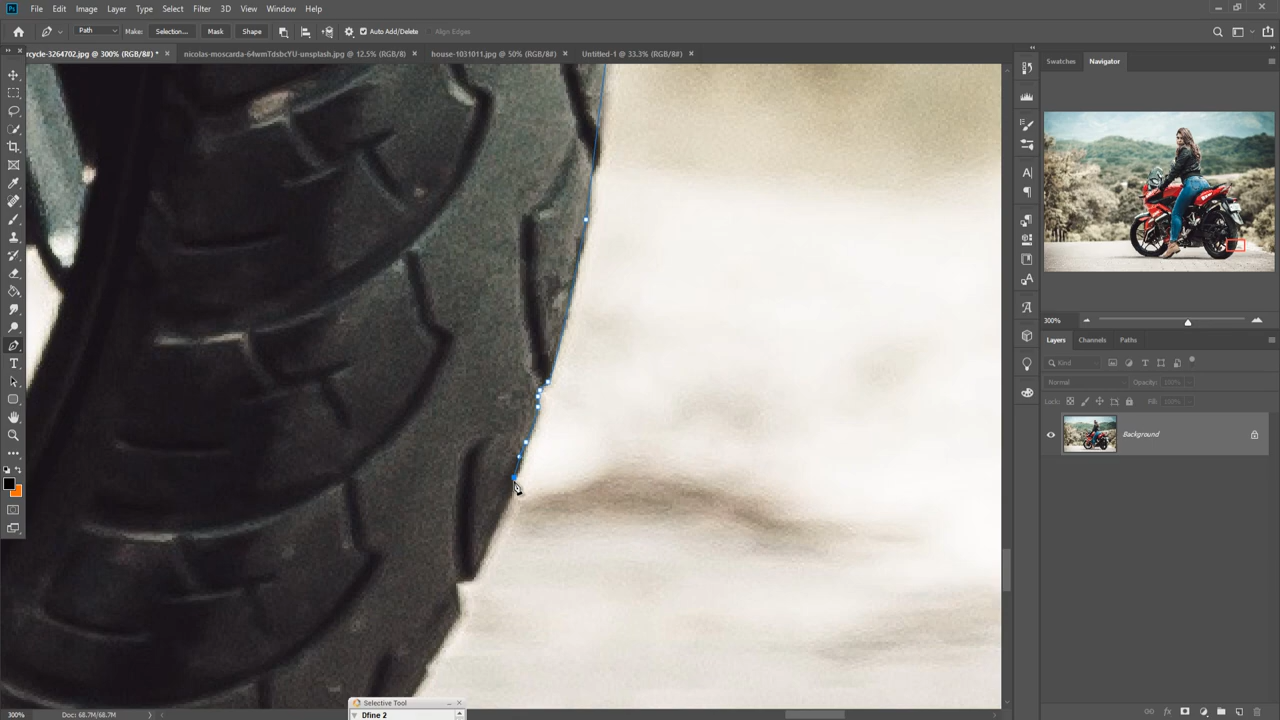 Ps File Edit Image Layer Type Select Filter 3D View Window Help
Path Make: Selection... Mask Shape Auto Add/Delete Align Edges
rcycle-3264702.jpg @ 300% (RGB/8#) * × nicolas-moscarda-64wmTdsbcYU-unsplash.jpg @ 12.5% (RGB/8) × house-1031011.jpg @ 50% (RGB/8#) × Untitled-1 @ 33.3% (RGB/8#) ×
Swatches Navigator
300%
Layers Channels Paths
Kind
Normal Opacity: 100%
Lock: Fill: 100%
Background
300% Doc: 68.7M/68.7M
Selective Tool
Dfine 2